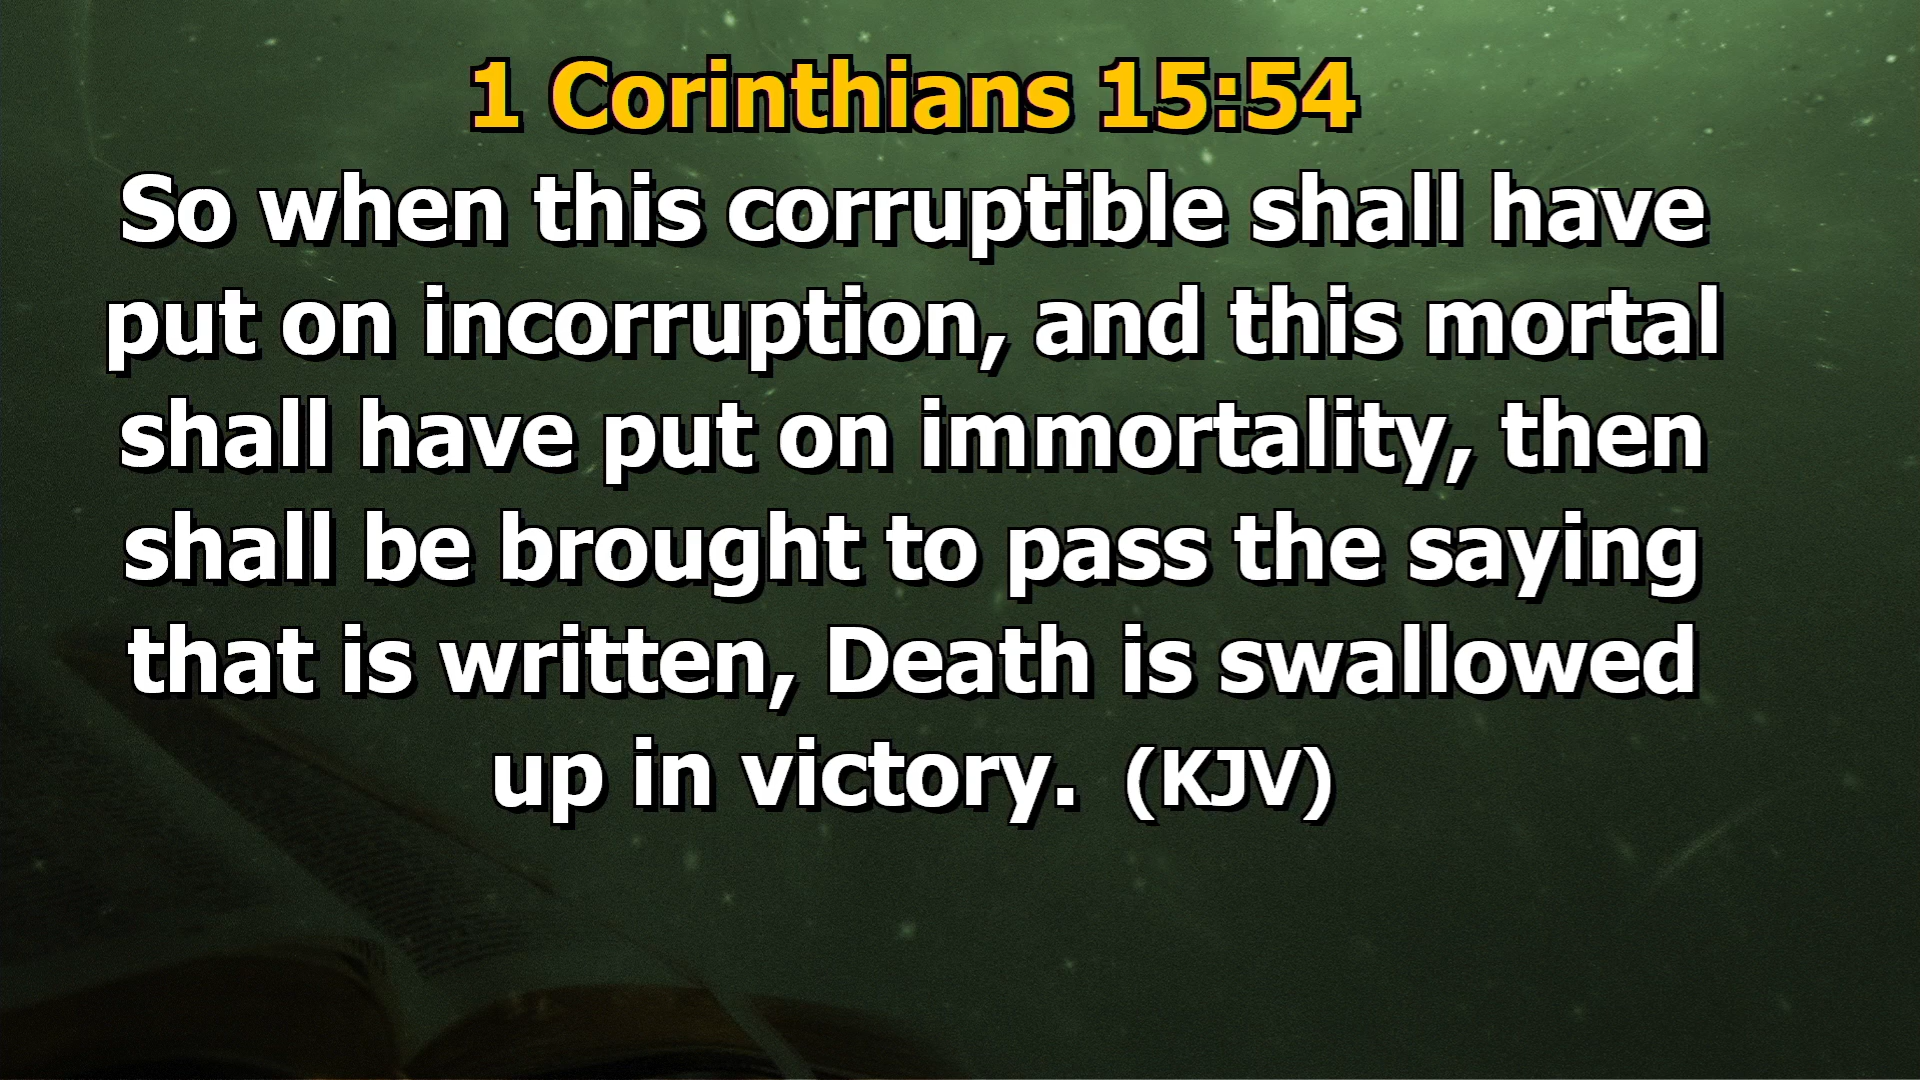 1 Corinthians 15:54
So when this corruptible shall have
put on incorruption, and this mortal
shall have put on immortality, then
shall be brought to pass the saying
that is written, Death is swallowed
up in victory. (KJV)